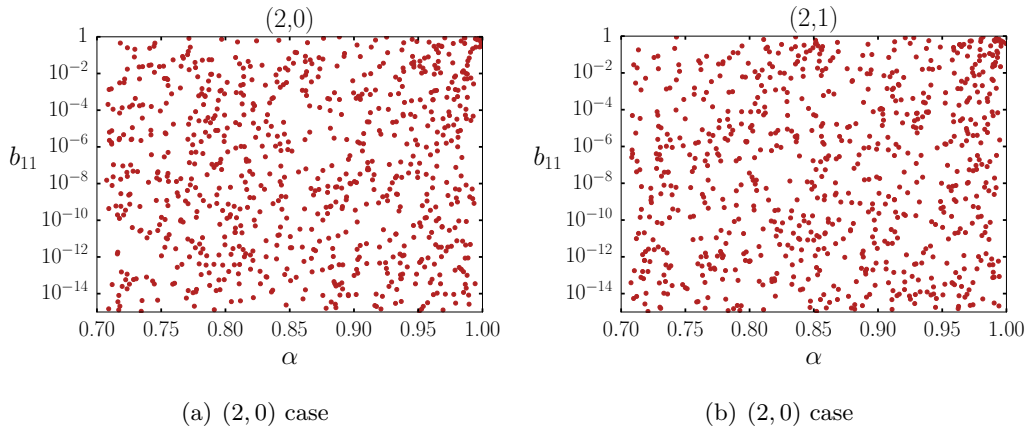 (2,0)
1
10^{-2}
10^{-4}
10^{-6}
b_{11}
10^{-8}
10^{-10}
10^{-12}
10^{-14}
0.70 0.75 0.80 0.85 0.90 0.95 1.00
α
(a) (2, 0) case
(2,1)
1
10^{-2}
10^{-4}
10^{-6}
b_{11}
10^{-8}
10^{-10}
10^{-12}
10^{-14}
0.70 0.75 0.80 0.85 0.90 0.95 1.00
α
(b) (2, 0) case